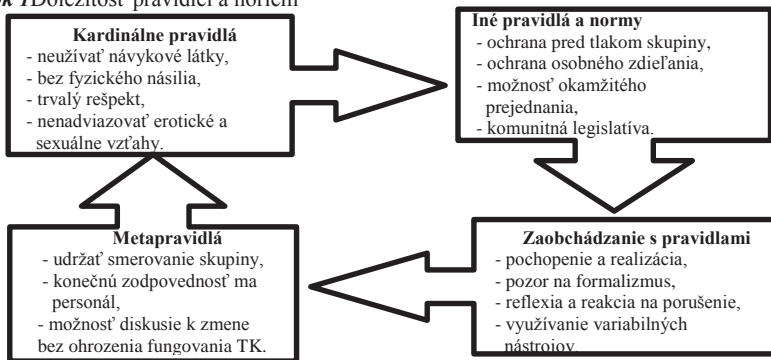 ok 1Dôležitosť pravidiel a noriem
Kardinálne pravidlá
- neužívať návykové látky,
- bez fyzického násilia,
- trvalý rešpekt,
- nenadviazovať erotické a
sexuálne vzťahy.
Iné pravidlá a normy
- ochrana pred tlakom skupiny,
- ochrana osobného zdieľania,
- možnosť okamžitého
prejednania,
- komunitná legislatíva.
Metapravidlá
- udržať smerovanie skupiny,
- konečnú zodpovednosť ma
personál,
- možnosť diskusie k zmene
bez ohrozenia fungovania TK.
Zaobchádzanie s pravidlami
- pochopenie a realizácia,
- pozor na formalizmus,
- reflexia a reakcia na porušenie,
- využívanie variabilných
nástrojov.